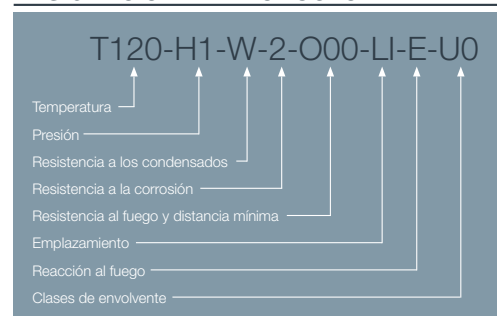 T120-H1-W-2-O00-LI-E-U0
Temperatura
Presión
Resistencia a los condensados
Resistencia a la corrosión
Resistencia al fuego y distancia mínima
Emplazamiento
Reacción al fuego
Clases de envolvente